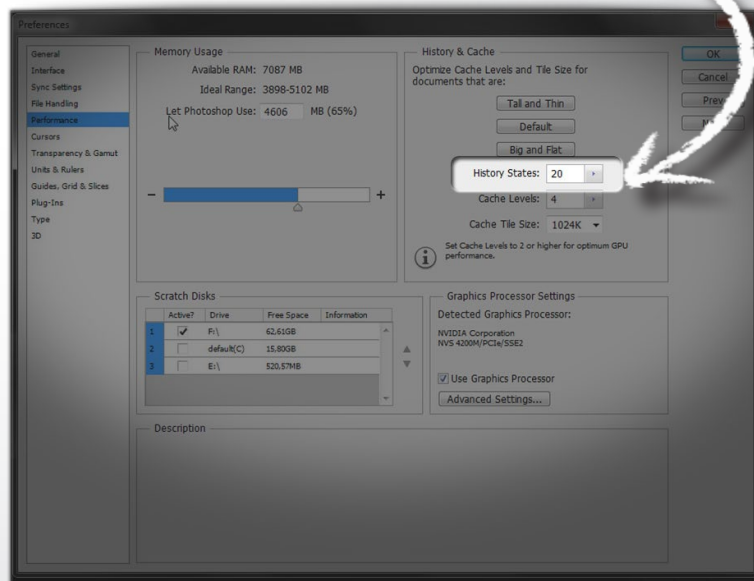 Preferences
General
Interface
Sync Settings
File Handling
Performance
Cursors
Transparency & Gamut
Units & Rulers
Guides, Grid & Slices
Plug-Ins
Type
3D
Memory Usage
Available RAM: 7087 MB
Ideal Range: 3898-5102 MB
Let Photoshop Use: 4606 MB (65%)
- +
History & Cache
Optimize Cache Levels and Tile Size for
documents that are:
Tall and Thin
Default
Big and Flat
History States: 20
Cache Levels: 4
Cache Tile Size: 1024K
i Set Cache Levels to 2 or higher for optimum GPU
performance.
OK
Cancel
Prev
Scratch Disks
Active? Drive Free Space Information
1 F:\ 62,61GB
2 default(C) 15,80GB
3 E:\ 520,57MB
Graphics Processor Settings
Detected Graphics Processor:
NVIDIA Corporation
NVS 4200M/PCIe/SSE2
Use Graphics Processor
Advanced Settings...
Description